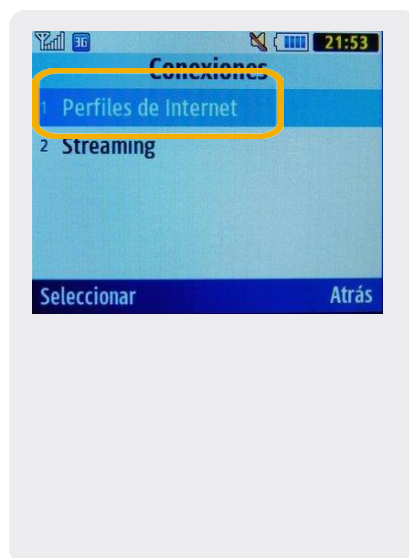 3G 21:53
Conexiones
1 Perfiles de Internet
2 Streaming
Seleccionar Atrás